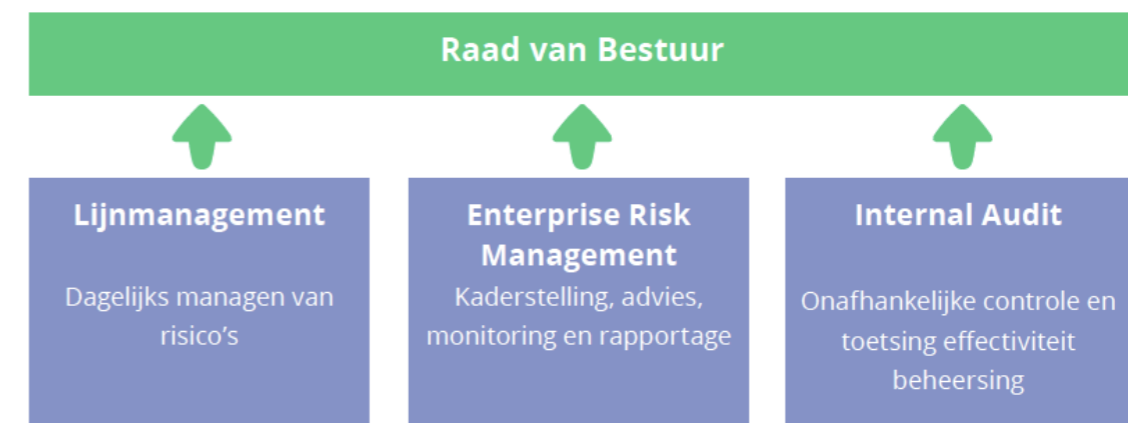 Raad van Bestuur
Lijnmanagement
Dagelijks managen van
risico’s
Enterprise Risk
Management
Kaderstelling, advies,
monitoring en rapportage
Internal Audit
Onafhankelijke controle en
toetsing effectiviteit
beheersing